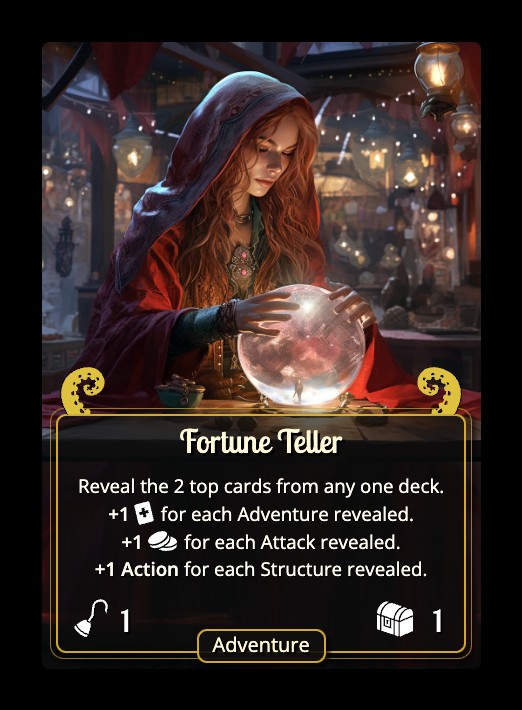 Fortune Teller
Reveal the 2 top cards from any one deck.
+1 for each Adventure revealed.
+1 for each Attack revealed.
+1 Action for each Structure revealed.
1 1
Adventure